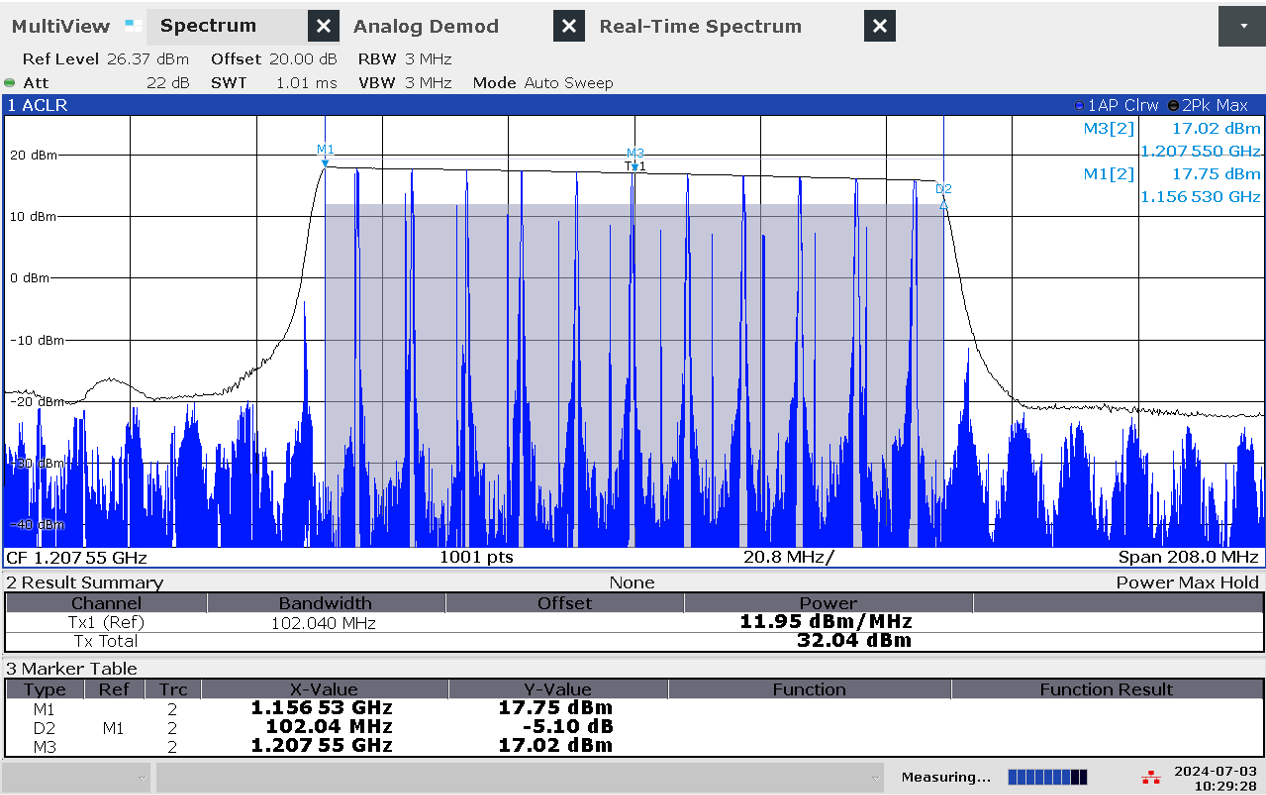 MultiView Spectrum Analog Demod Real-Time Spectrum
Ref Level 26.37 dBm Offset 20.00 dB RBW 3 MHz
Att 22 dB SWT 1.01 ms VBW 3 MHz Mode Auto Sweep
1 ACLR 1AP Clrw 2Pk Max
M3[2] 17.02 dBm
1.207 550 GHz
M1[2] 17.75 dBm
1.156 530 GHz
M1
M3
Tx1
D2
20 dBm
10 dBm
0 dBm
-10 dBm
-20 dBm
-30 dBm
-40 dBm
CF 1.207 55 GHz 1001 pts 20.8 MHz/ Span 208.0 MHz
2 Result Summary None Power Max Hold
Channel Bandwidth Offset Power
Tx1 (Ref) 102.040 MHz 11.95 dBm/MHz
Tx Total 32.04 dBm
3 Marker Table
Type Ref Trc X-Value Y-Value Function Function Result
M1 2 1.156 53 GHz 17.75 dBm
D2 M1 2 102.04 MHz -5.10 dB
M3 2 1.207 55 GHz 17.02 dBm
Measuring... 2024-07-03
10:29:28